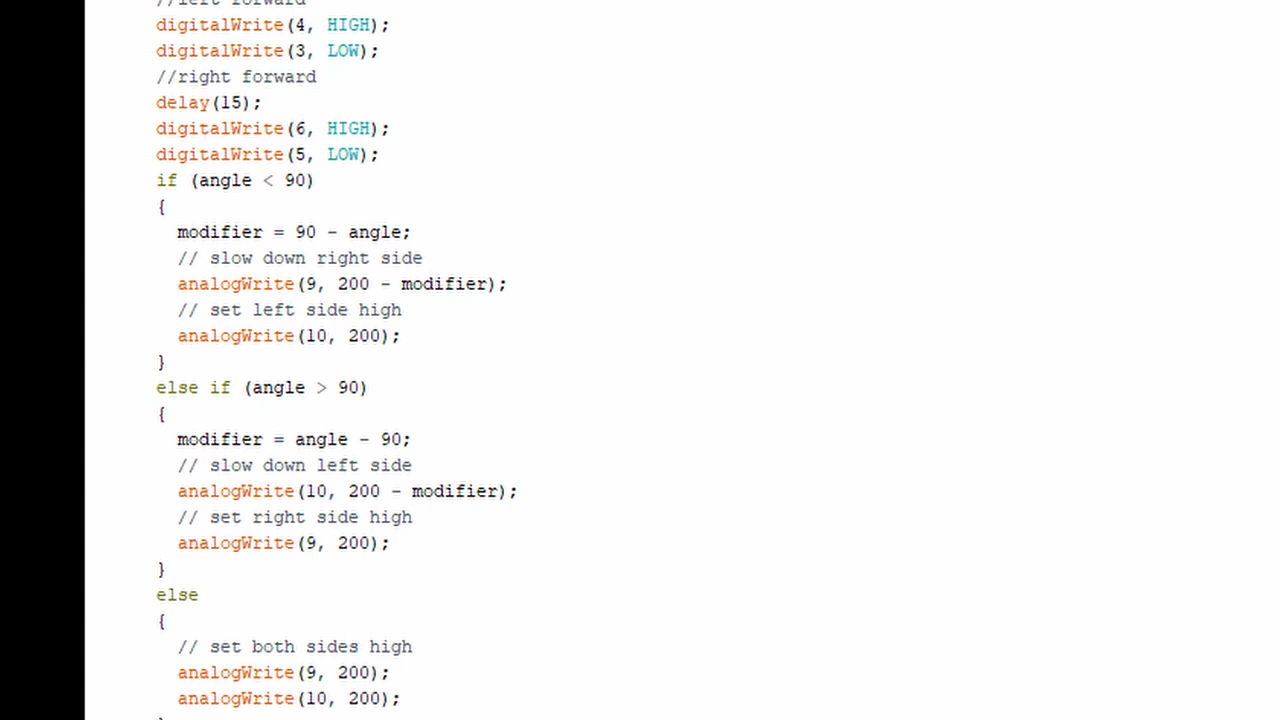 //left forward
digitalWrite(4, HIGH);
digitalWrite(3, LOW);
//right forward
delay(15);
digitalWrite(6, HIGH);
digitalWrite(5, LOW);
if (angle < 90)
{
modifier = 90 - angle;
// slow down right side
analogWrite(9, 200 - modifier);
// set left side high
analogWrite(10, 200);
}
else if (angle > 90)
{
modifier = angle - 90;
// slow down left side
analogWrite(10, 200 - modifier);
// set right side high
analogWrite(9, 200);
}
else
{
// set both sides high
analogWrite(9, 200);
analogWrite(10, 200);